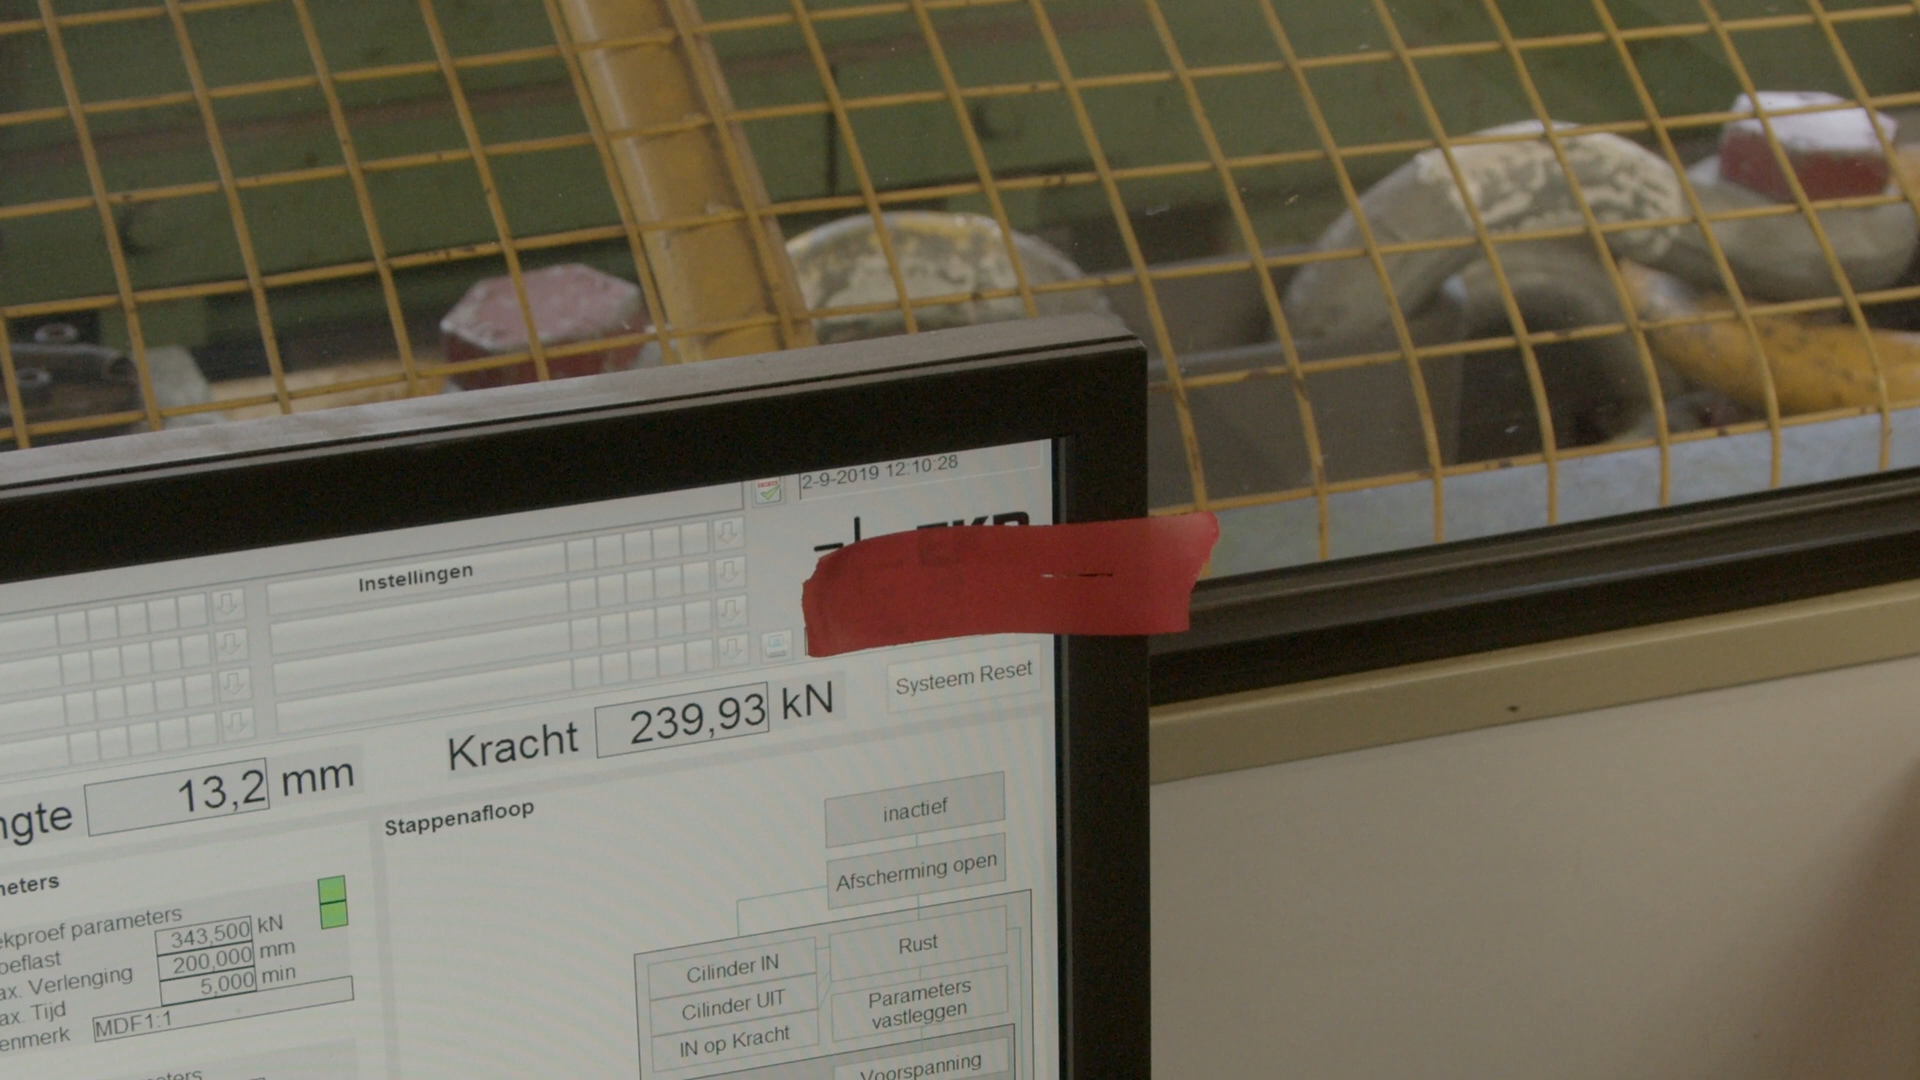 2-9-2019 12:10:28
Instellingen
Systeem Reset
Kracht 239,93 kN
ngte 13,2 mm
Stappenafloop
inactief
Afscherming open
neters
ekproef parameters
343,500 kN
oeflast
200,000 mm
ax. Verlenging
5,000 min
ax. Tijd
enmerk MDF1:1
Rust
Cilinder IN
Cilinder UIT
IN op Kracht
Parameters
vastleggen
Voorspanning